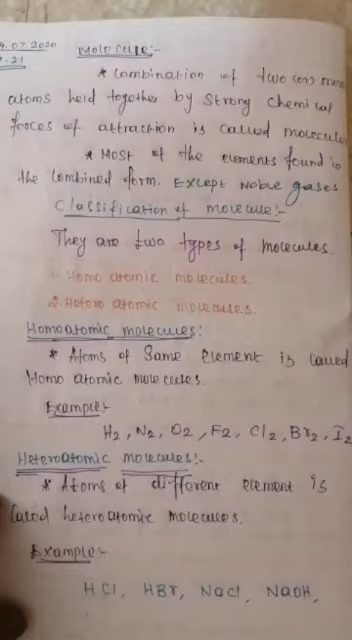 4.07.2020
Molecule:-
* Combination of two (or) more
atoms held together by strong chemical
forces of attraction is called molecule
* Most of the elements found in
the combined form. Except Noble gases
Classification of molecule:-
They are two types of molecules.
1. Homo atomic molecules.
2. Hetero atomic molecules.
Homoatomic molecules:
* Atoms of same element is called
Homo atomic molecules.
Example:-
H2, N2, O2, F2, Cl2, Br2, I2
Heteroatomic molecules:-
* Atoms of different element is
called heteroatomic molecules.
Example:-
HCl, HBr, NaCl, NaOH,